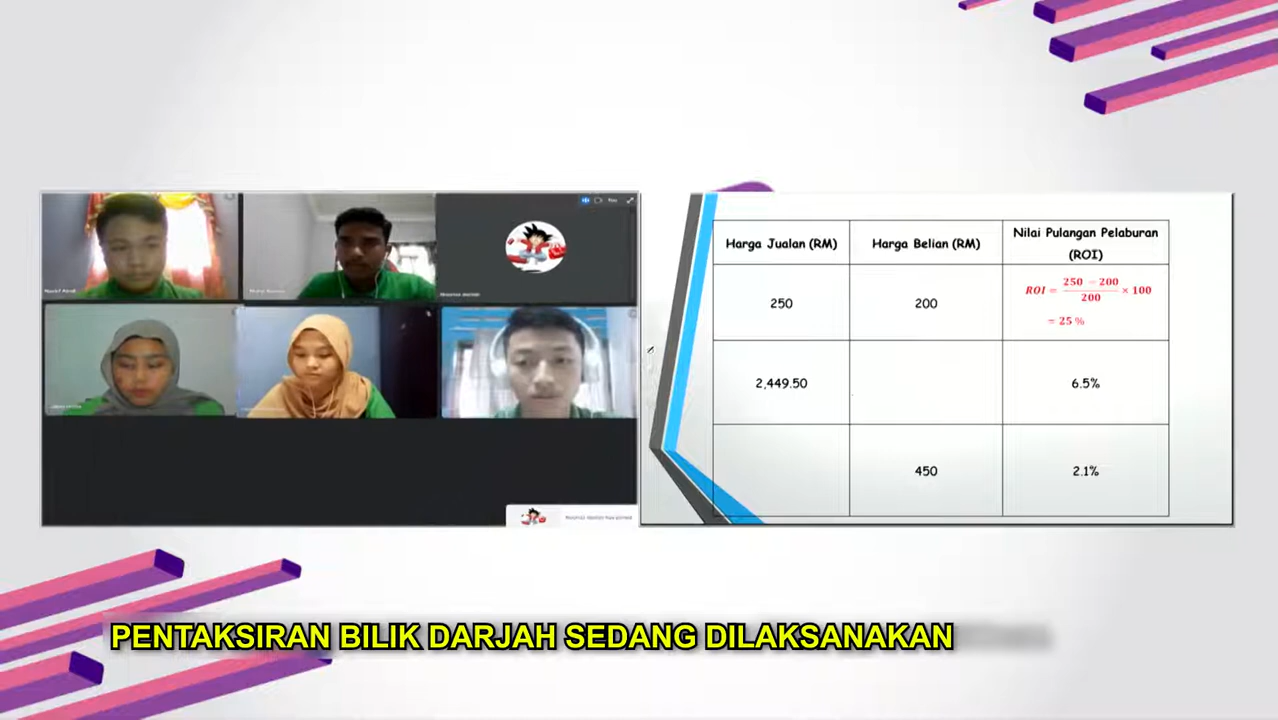 You
Harga Jualan (RM)
Harga Belian (RM)
Nilai Pulangan Pelaburan
(ROI)
250
200
ROI = 250 − 200 / 200 × 100
= 25 %
2,449.50
6.5%
450
2.1%
PENTAKSIRAN BILIK DARJAH SEDANG DILAKSANAKAN